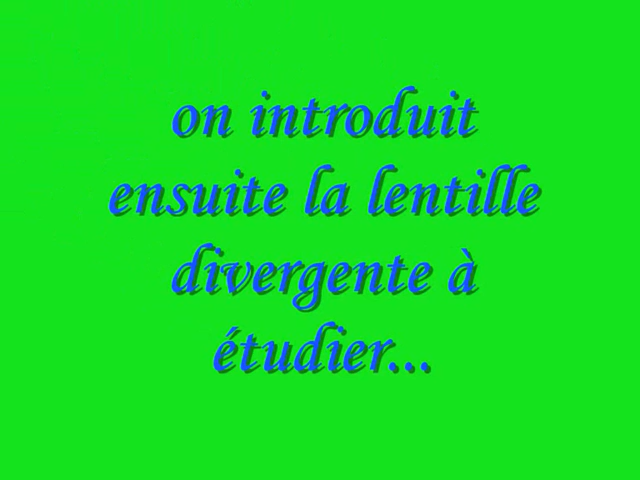 on introduit
ensuite la lentille
divergente à
étudier...